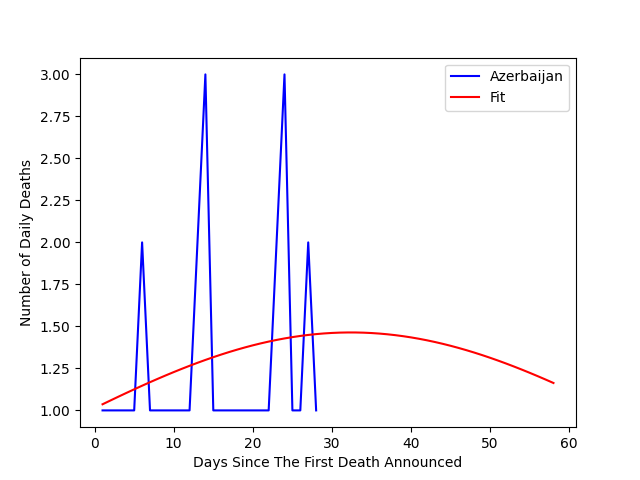 Azerbaijan
Fit
3.00
2.75
2.50
2.25
2.00
1.75
1.50
1.25
1.00
Number of Daily Deaths
0 10 20 30 40 50 60
Days Since The First Death Announced